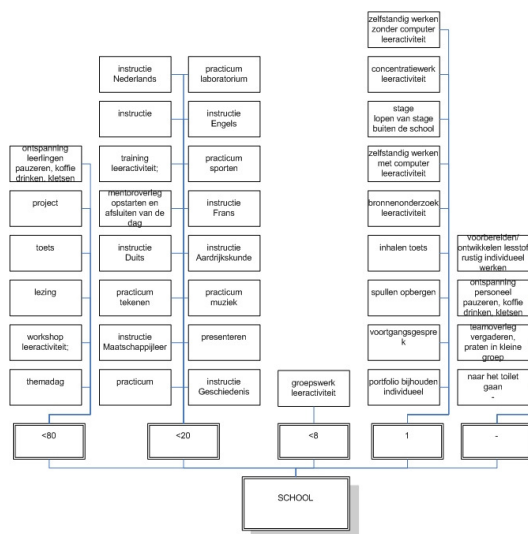 zelfstandig werken
zonder computer
leeractiviteit
instructie
Nederlands
practicum
laboratorium
concentratiewerk
leeractiviteit
instructie
instructie
Engels
stage
lopen van stage
buiten de school
ontspanning
leerlingen
pauzeren, koffie
drinken, kletsen
training
leeractiviteit;
practicum
sporten
zelfstandig werken
met computer
leeractiviteit
project
mentoroverleg
opstarten en
afsluiten van de
dag
instructie
Frans
bronnenonderzoek
leeractiviteit
toets
instructie
Duits
instructie
Aardrijkskunde
inhalen toets
voorbereiden/
ontwikkelen lesstof
rustig individueel
werken
lezing
practicum
tekenen
practicum
muziek
spullen opbergen
ontspanning
personeel
pauzeren, koffie
drinken, kletsen
workshop
leeractiviteit;
instructie
Maatschappijleer
presenteren
voortgangsgespre
k
teamoverleg
vergaderen,
praten in kleine
groep
themadag
practicum
instructie
Geschiedenis
groepswerk
leeractiviteit
portfolio bijhouden
individueel
naar het toilet
gaan
-
<80
<20
<8
1
-
SCHOOL